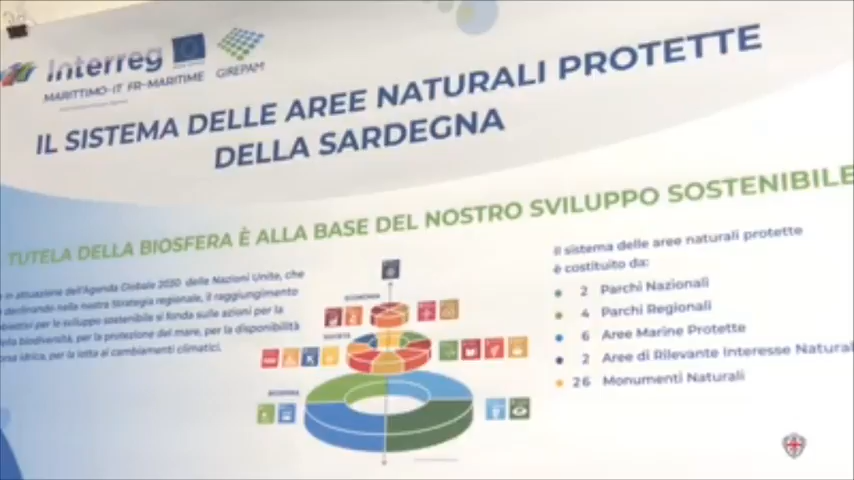 Interreg
MARITTIMO-IT FR-MARITIME
GIREPAM
IL SISTEMA DELLE AREE NATURALI PROTETTE
DELLA SARDEGNA
TUTELA DELLA BIOSFERA È ALLA BASE DEL NOSTRO SVILUPPO SOSTENIBILE
in attuazione dell'Agenda Globale 2030 delle Nazioni Unite, che
declinando nella nostra Strategia regionale, il raggiungimento
obiettivi per lo sviluppo sostenibile si fonda sulle azioni per la
della biodiversità, per la protezione del mare, per la disponibilità
idrica, per la lotta ai cambiamenti climatici.
ECONOMIA
SOCIETÀ
BIOSFERA
Il sistema delle aree naturali protette
è costituito da:
2 Parchi Nazionali
4 Parchi Regionali
6 Aree Marine Protette
2 Aree di Rilevante Interesse Natural
26 Monumenti Naturali